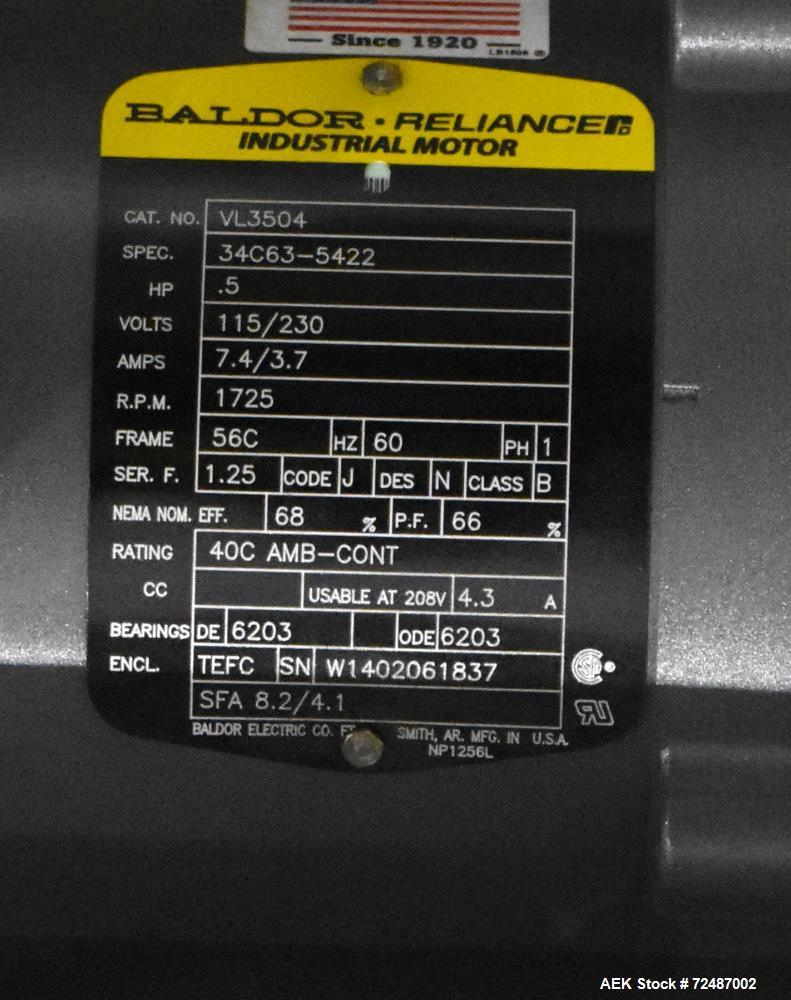 Since 1920
BALDOR • RELIANCE
INDUSTRIAL MOTOR
CAT. NO. VL3504
SPEC. 34C63-5422
HP .5
VOLTS 115/230
AMPS 7.4/3.7
R.P.M. 1725
FRAME 56C HZ 60 PH 1
SER. F. 1.25 CODE J DES N CLASS B
NEMA NOM. EFF. 68 % P.F. 66 %
RATING 40C AMB-CONT
CC USABLE AT 208V 4.3 A
BEARINGS DE 6203 ODE 6203
ENCL. TEFC SN W1402061837
SFA 8.2/4.1
BALDOR ELECTRIC CO. SMITH, AR. MFG. IN U.S.A.
NP1256L
AEK Stock # 72487002